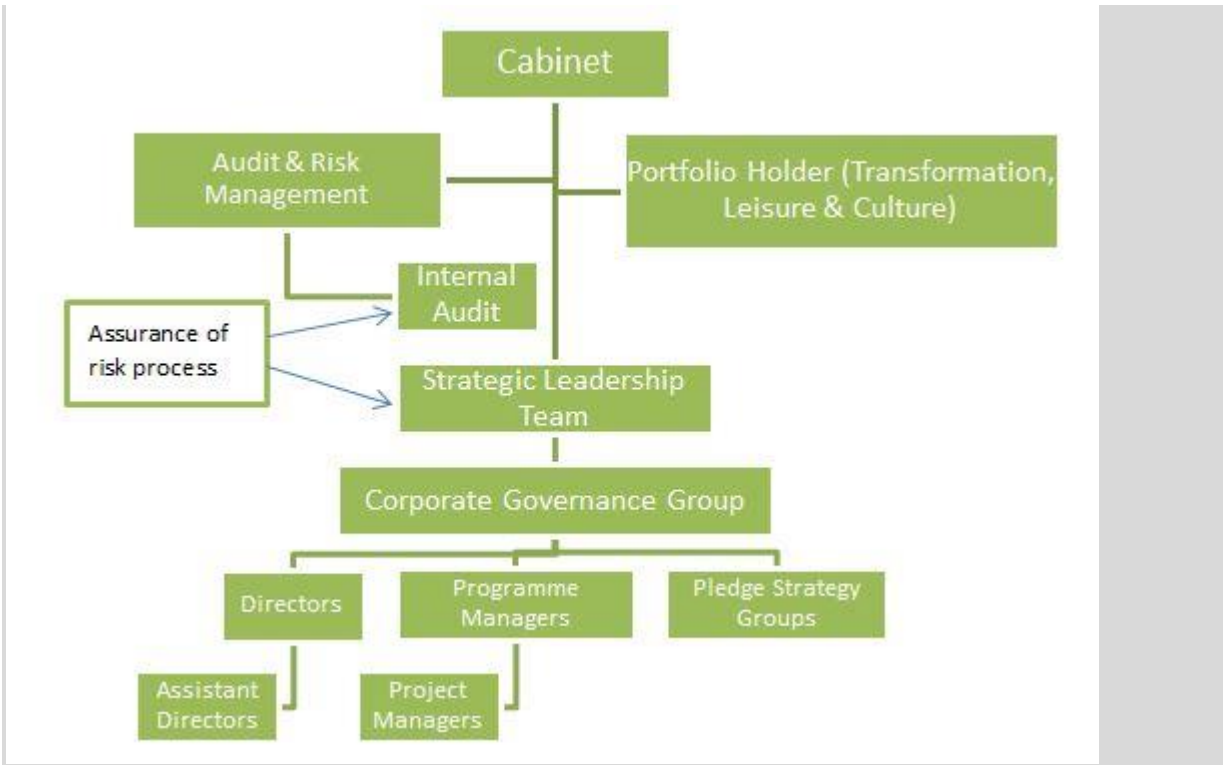 Cabinet
Audit & Risk
Management
Portfolio Holder (Transformation,
Leisure & Culture)
Internal
Audit
Assurance of
risk process
Strategic Leadership
Team
Corporate Governance Group
Directors
Programme
Managers
Pledge Strategy
Groups
Assistant
Directors
Project
Managers